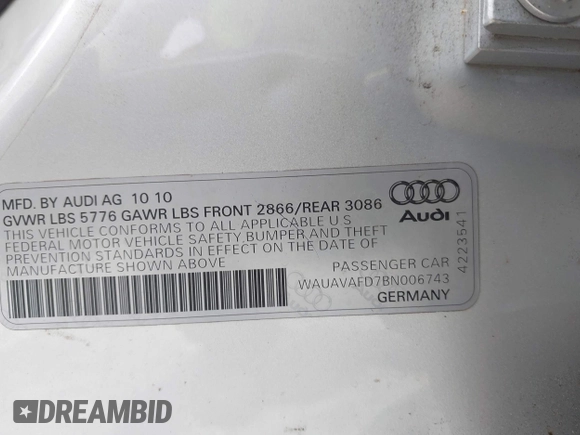 MFD. BY AUDI AG 10 10
GVWR LBS 5776 GAWR LBS FRONT 2866/REAR 3086
THIS VEHICLE CONFORMS TO ALL APPLICABLE U S
FEDERAL MOTOR VEHICLE SAFETY BUMPER, AND THEFT
PREVENTION STANDARDS IN EFFECT ON THE DATE OF
MANUFACTURE SHOWN ABOVE
Audi
4223541
PASSENGER CAR
WAUAVAFD7BN006743
GERMANY
DREAMBID